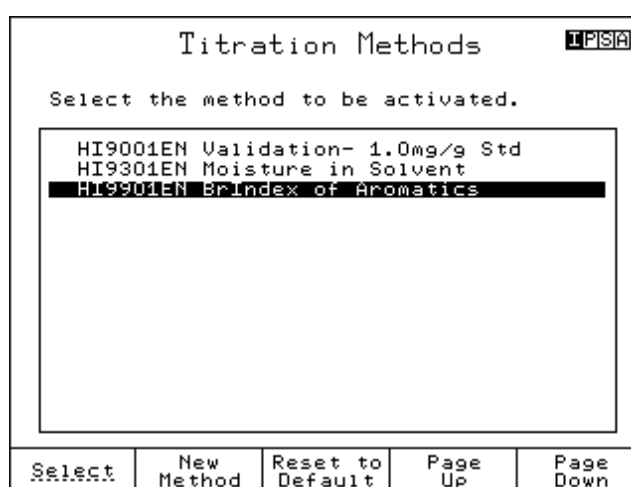 Titration Methods IPSA
Select the method to be activated.
HI9001EN Validation- 1.0mg/g Std
HI9301EN Moisture in Solvent
HI9901EN BrIndex of Aromatics
Select
New Method
Reset to Default
Page Up
Page Down